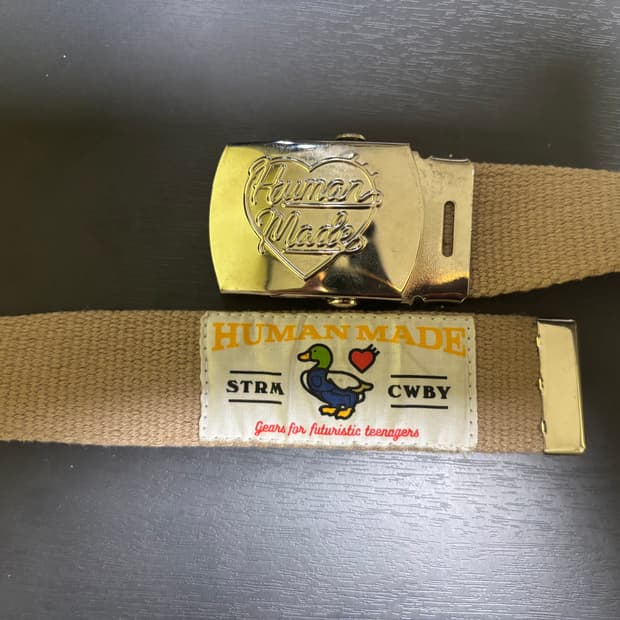 Human
Made
HUMAN MADE
STRM CWBY
Gears for futuristic teenagers